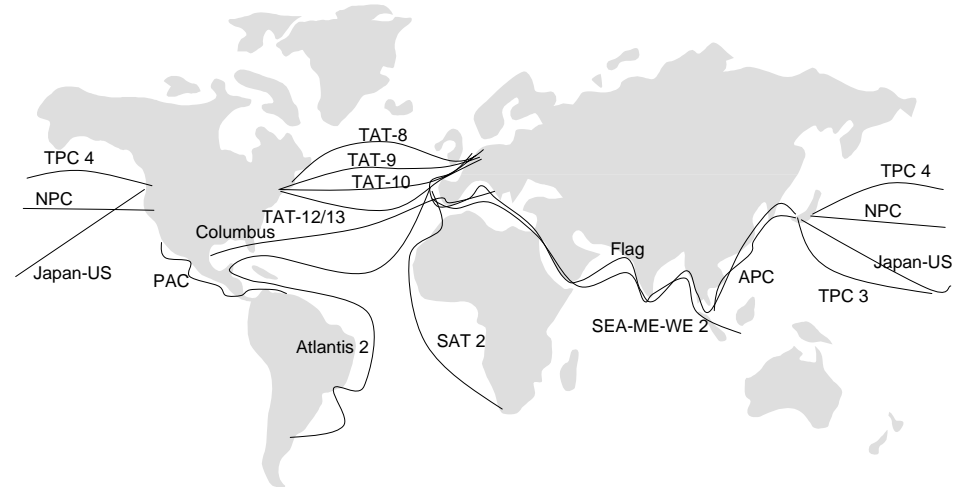 TAT-8
TPC 4
TAT-9
TPC 4
TAT-10
NPC
NPC
TAT-12/13
Columbus
Flag
Japan-US
Japan-US
PAC
APC
TPC 3
SEA-ME-WE 2
Atlantis 2
SAT 2